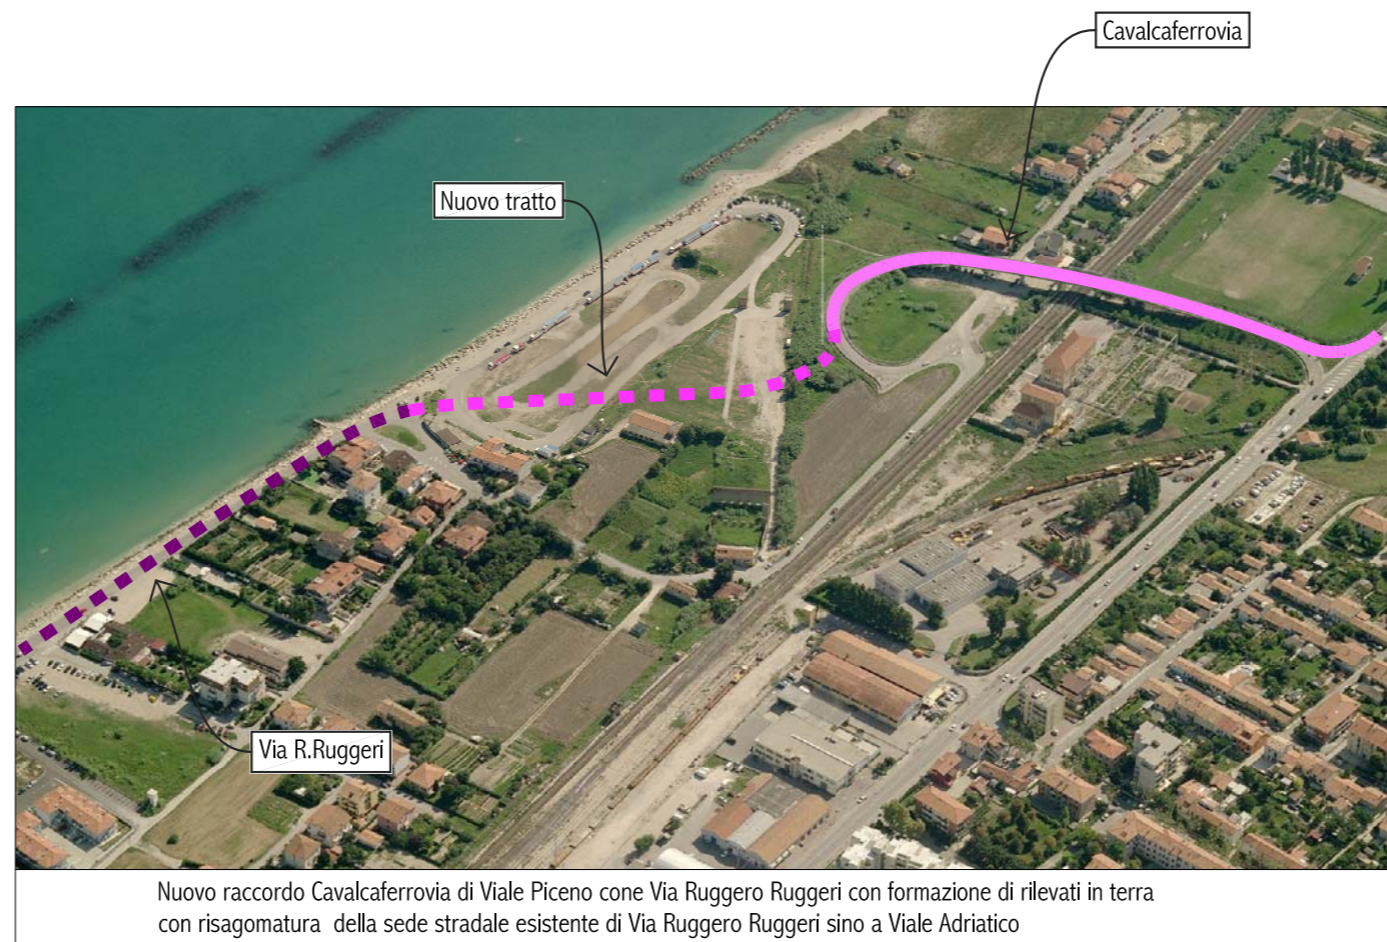 Cavalcaferrovia
Nuovo tratto
Via R.Ruggeri
Nuovo raccordo Cavalcaferrovia di Viale Piceno cone Via Ruggero Ruggeri con formazione di rilevati in terra
con risagomatura della sede stradale esistente di Via Ruggero Ruggeri sino a Viale Adriatico